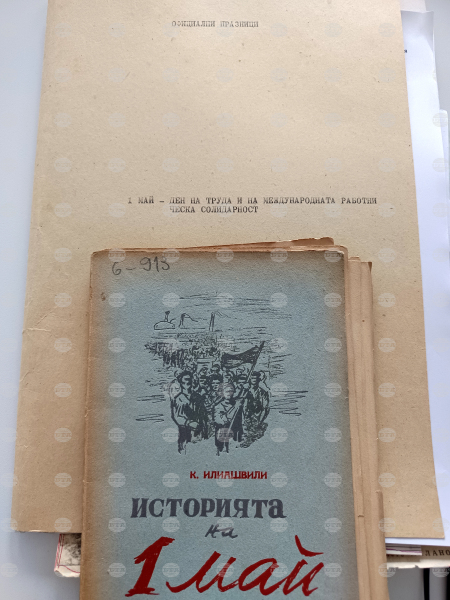 ОФИЦИАЛНИ ПРАЗНИЦИ
1 МАЙ – ДЕН НА ТРУДА И НА МЕЖДУНАРОДНАТА РАБОТНИ
ЧЕСКА СОЛИДАРНОСТ
6-913
К. ИЛИАШВИЛИ
ИСТОРИЯТА
на
1 май